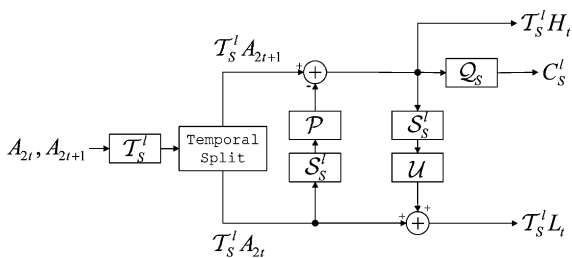 𝒯_S^l H_t
𝒯_S^l A_{2t+1}
+
-
𝒬_S
C_S^l
𝒫
𝒮_S^l
A_{2t}, A_{2t+1}
𝒯_S^l
Temporal
Split
𝒮_S^l
𝒰
+
+
𝒯_S^l L_t
𝒯_S^l A_{2t}